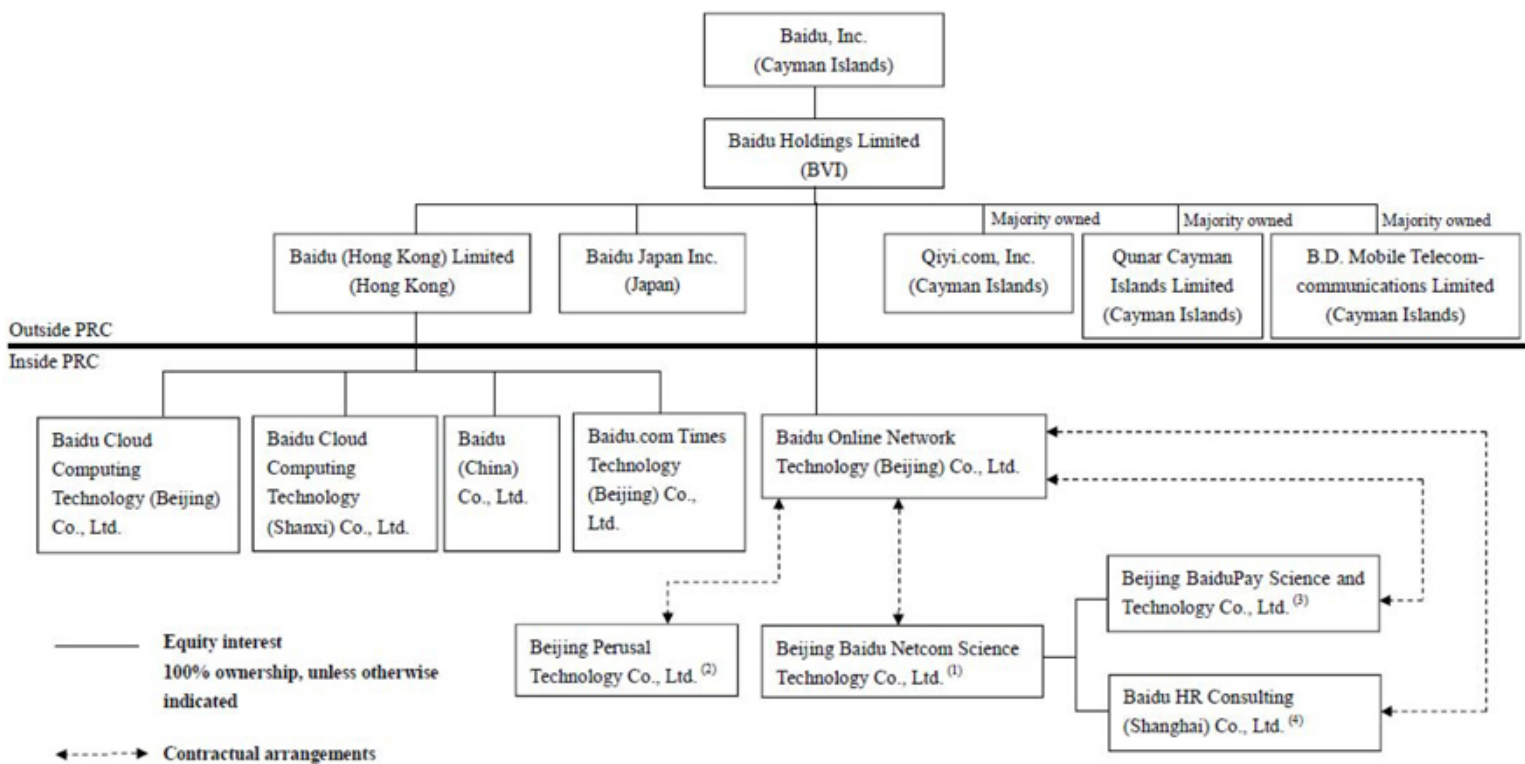 Baidu, Inc.
(Cayman Islands)
Baidu Holdings Limited
(BVI)
Majority owned
Majority owned
Majority owned
Baidu (Hong Kong) Limited
(Hong Kong)
Baidu Japan Inc.
(Japan)
Qiyi.com, Inc.
(Cayman Islands)
Qunar Cayman
Islands Limited
(Cayman Islands)
B.D. Mobile Telecom-
communications Limited
(Cayman Islands)
Outside PRC
Inside PRC
Baidu Cloud
Computing
Technology (Beijing)
Co., Ltd.
Baidu Cloud
Computing
Technology
(Shanxi) Co., Ltd.
Baidu
(China)
Co., Ltd.
Baidu.com Times
Technology
(Beijing) Co.,
Ltd.
Baidu Online Network
Technology (Beijing) Co., Ltd.
Beijing Perusal
Technology Co., Ltd. (2)
Beijing Baidu Netcom Science
Technology Co., Ltd. (1)
Beijing BaiduPay Science and
Technology Co., Ltd. (3)
Baidu HR Consulting
(Shanghai) Co., Ltd. (4)
Equity interest
100% ownership, unless otherwise
indicated
Contractual arrangements